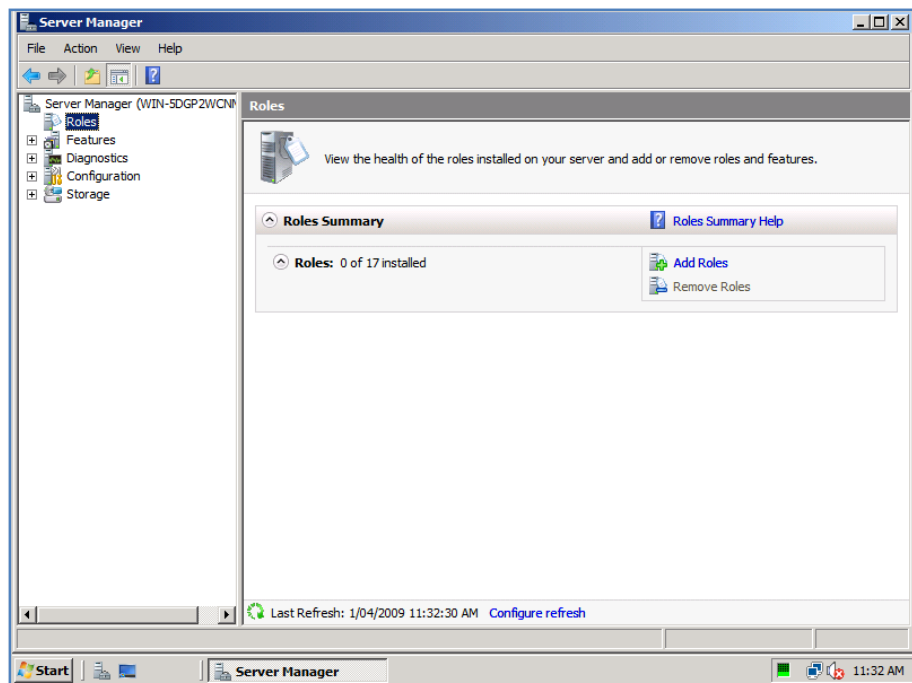 Server Manager
File Action View Help
Server Manager (WIN-5DGP2WCNN
Roles
Features
Diagnostics
Configuration
Storage
Roles
View the health of the roles installed on your server and add or remove roles and features.
Roles Summary
Roles Summary Help
Roles: 0 of 17 installed
Add Roles
Remove Roles
Last Refresh: 1/04/2009 11:32:30 AM Configure refresh
Start
Server Manager
11:32 AM